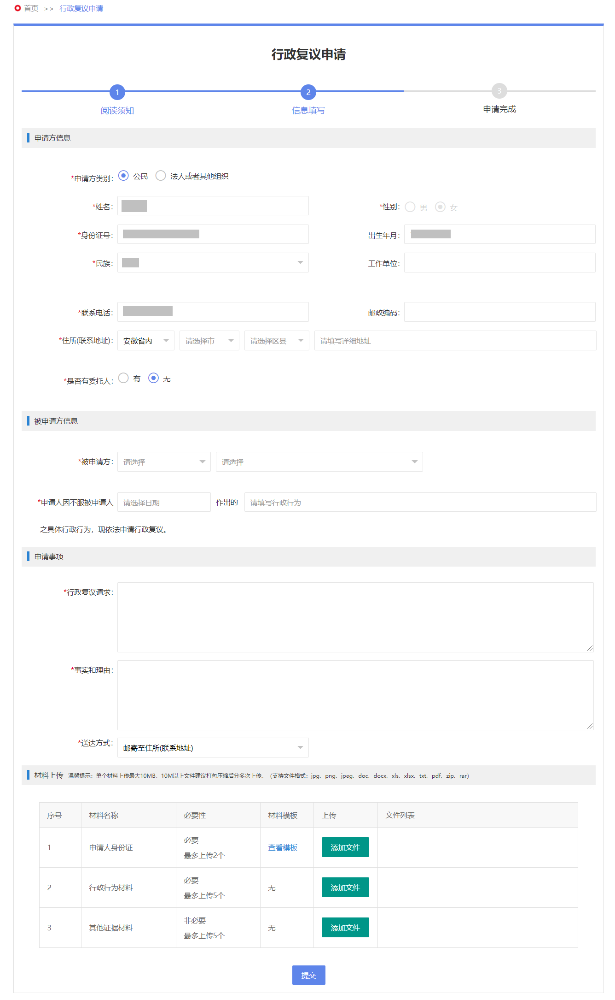 首页 >> 行政复议申请
行政复议申请
1 2 3
阅读须知 信息填写 申请完成
申请方信息
*申请方类别： 公民 法人或者其他组织
*姓名： *性别： 男 女
*身份证号： 出生年月：
*民族： 工作单位：
*联系电话： 邮政编码：
*住所(联系地址)： 安徽省内 请选择市 请选择区县 请填写详细地址
*是否有委托人： 有 无
被申请方信息
*被申请方： 请选择 请选择
*申请人因不服被申请人 请选择日期 作出的 请填写行政行为
之具体行政行为，现依法申请行政复议。
申请事项
*行政复议请求：
*事实和理由：
*送达方式： 邮寄至住所(联系地址)
材料上传 温馨提示：单个材料上传最大10MB，10M以上文件建议打包压缩后分多次上传。（支持文件格式：jpg、png、jpeg、doc、docx、xls、xlsx、txt、pdf、zip、rar）
序号 材料名称 必要性 材料模板 上传 文件列表
1 申请人身份证 必要 最多上传2个 查看模板 添加文件
2 行政行为材料 必要 最多上传5个 无 添加文件
3 其他证据材料 非必要 最多上传5个 无 添加文件
提交